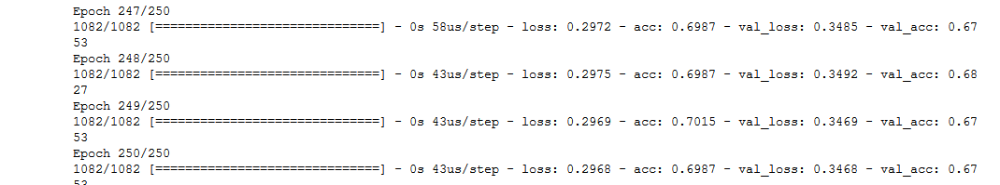 Epoch 247/250
1082/1082 [==============================] - 0s 58us/step - loss: 0.2972 - acc: 0.6987 - val_loss: 0.3485 - val_acc: 0.67
53
Epoch 248/250
1082/1082 [==============================] - 0s 43us/step - loss: 0.2975 - acc: 0.6987 - val_loss: 0.3492 - val_acc: 0.68
27
Epoch 249/250
1082/1082 [==============================] - 0s 43us/step - loss: 0.2969 - acc: 0.7015 - val_loss: 0.3469 - val_acc: 0.67
53
Epoch 250/250
1082/1082 [==============================] - 0s 43us/step - loss: 0.2968 - acc: 0.6987 - val_loss: 0.3468 - val_acc: 0.67
53